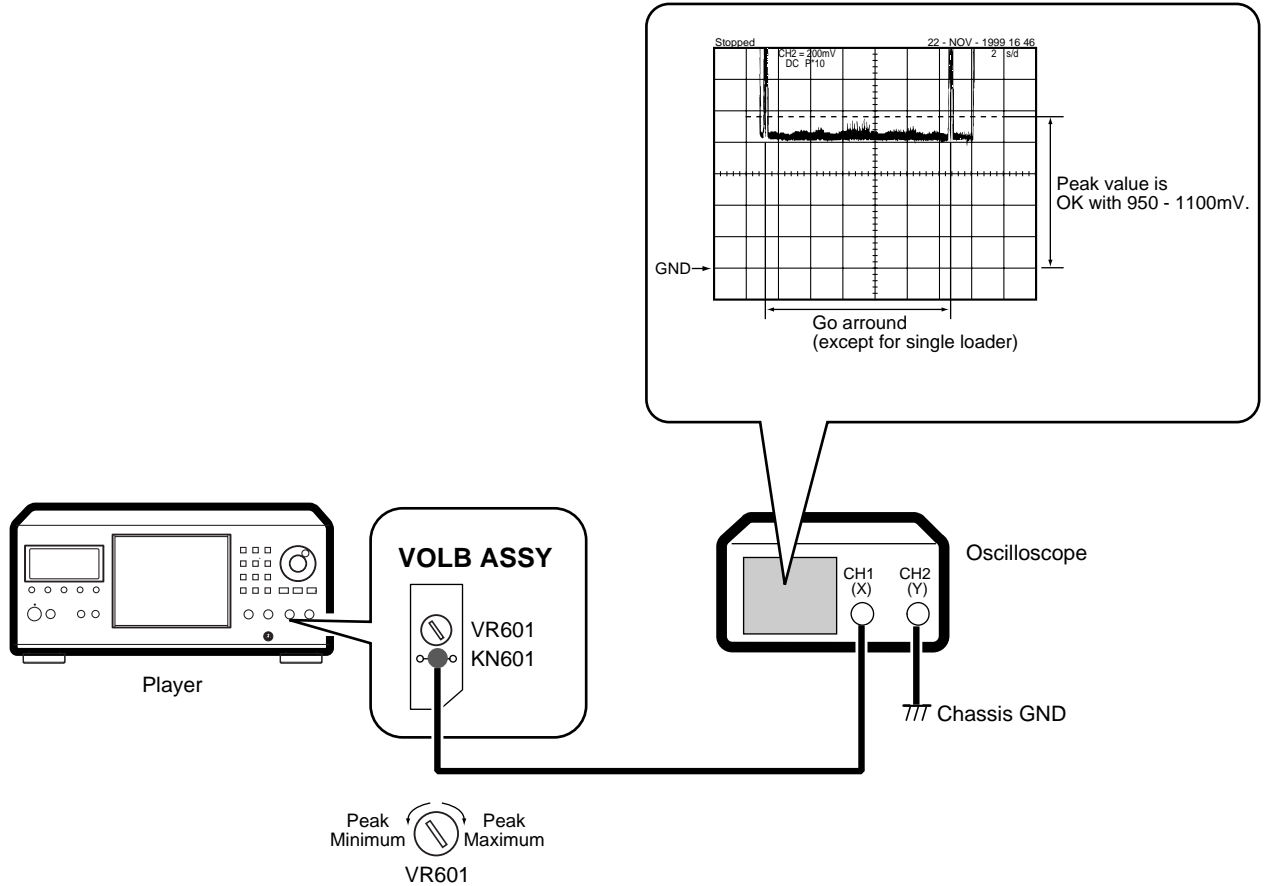 Stopped 22 - NOV - 1999 16 46
CH2 = 200mV 2 s/d
DC P*10
Peak value is
OK with 950 - 1100mV.
GND
Go arround
(except for single loader)
VOLB ASSY
VR601
KN601
Player
Oscilloscope
CH1
(X)
CH2
(Y)
Chassis GND
Peak
Minimum
Peak
Maximum
VR601